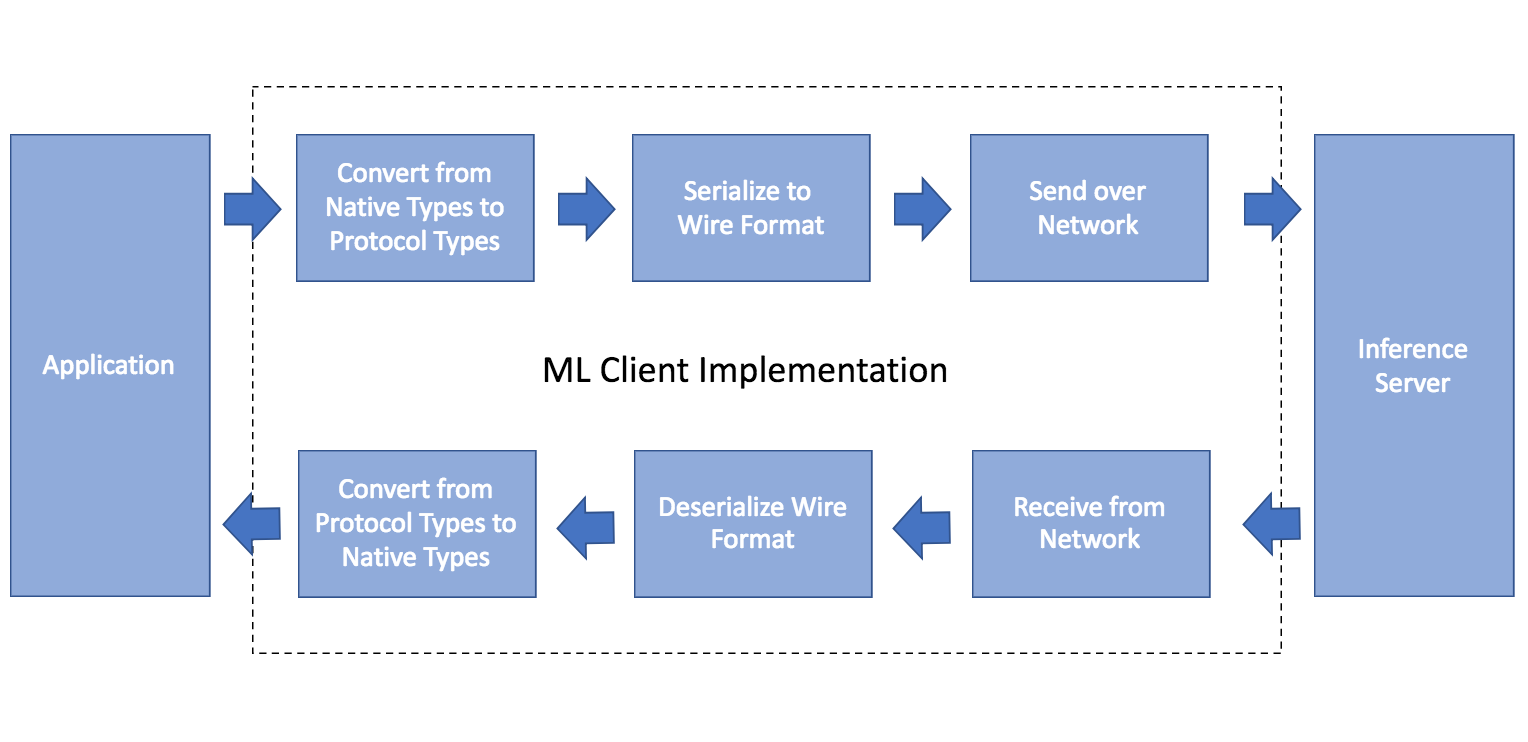 Application
Convert from
Native Types to
Protocol Types
Serialize to
Wire Format
Send over
Network
ML Client Implementation
Convert from
Protocol Types to
Native Types
Deserialize Wire
Format
Receive from
Network
Inference
Server